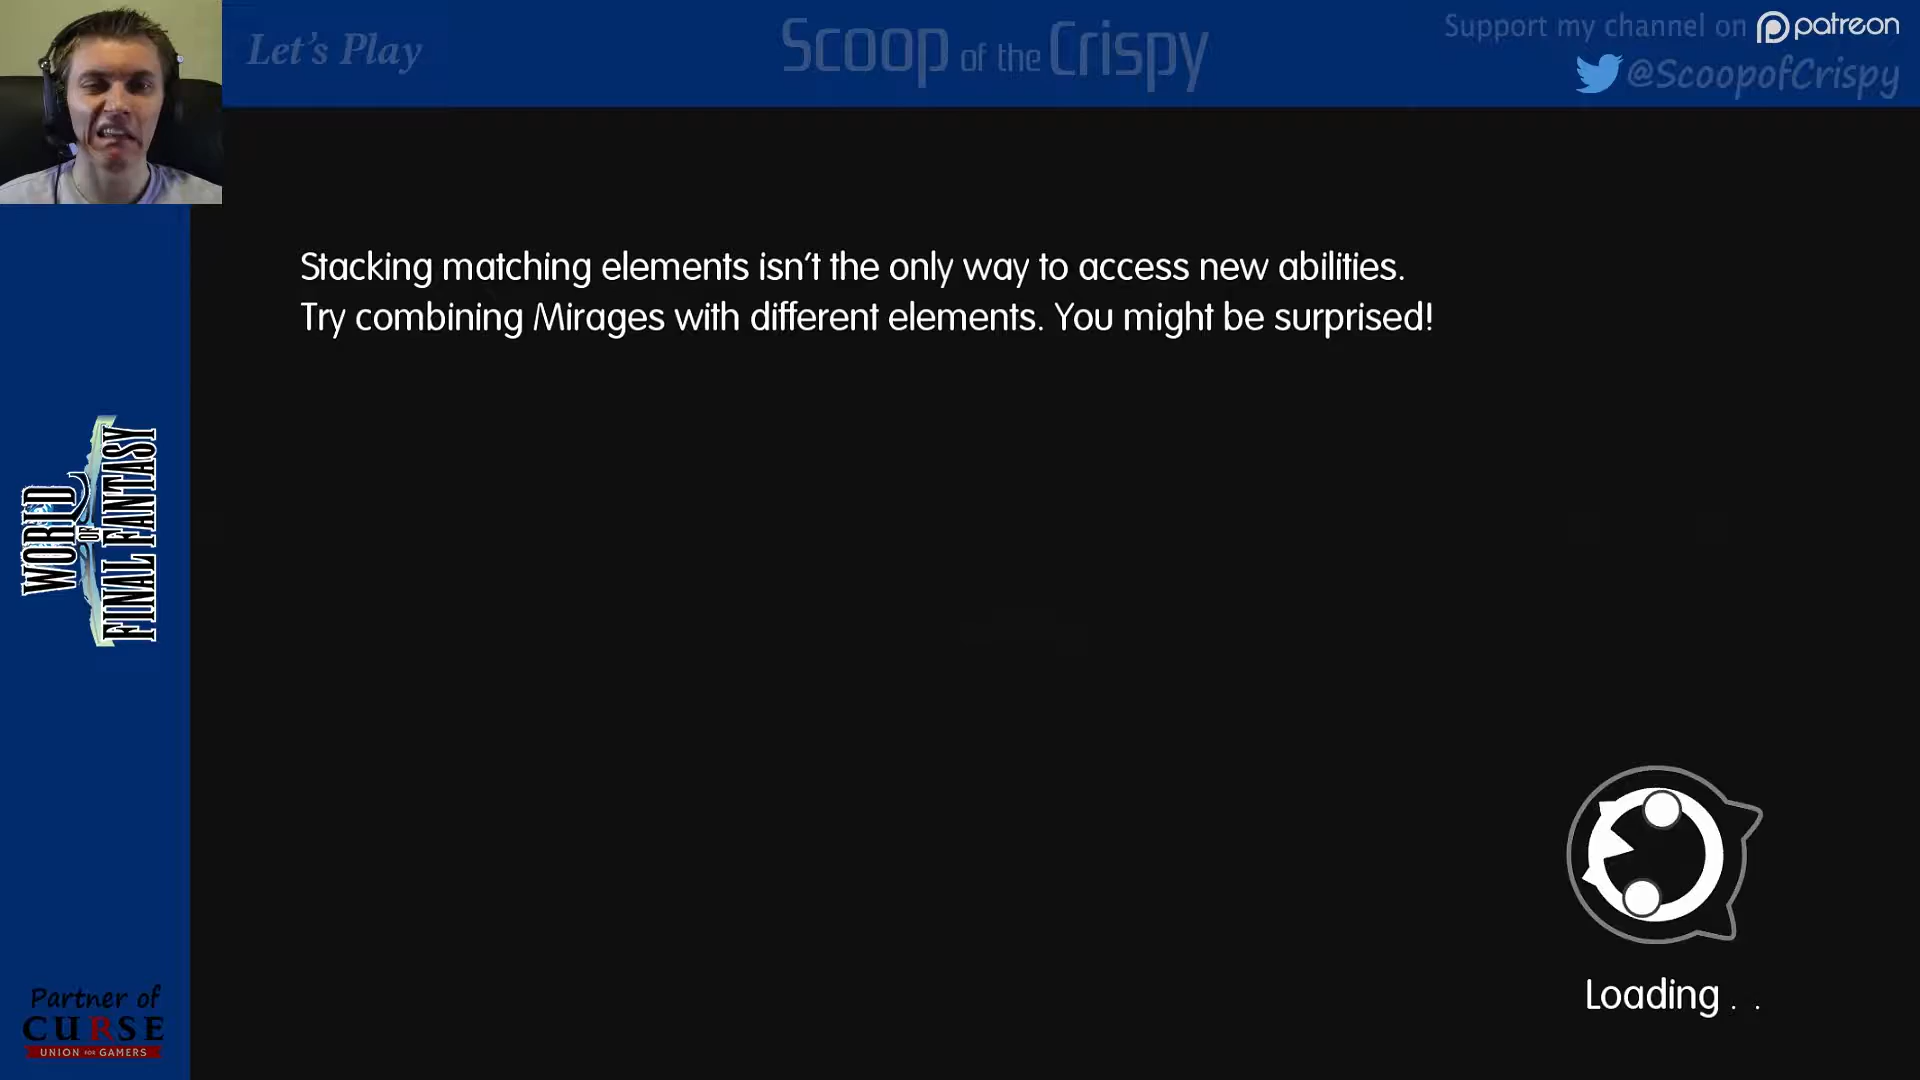 Let's Play
Scoop of the Crispy
Support my channel on patreon
@ScoopofCrispy
Stacking matching elements isn't the only way to access new abilities.
Try combining Mirages with different elements. You might be surprised!
WORLD
OF
FINAL FANTASY
Partner of
CURSE
UNION FOR GAMERS
Loading . .